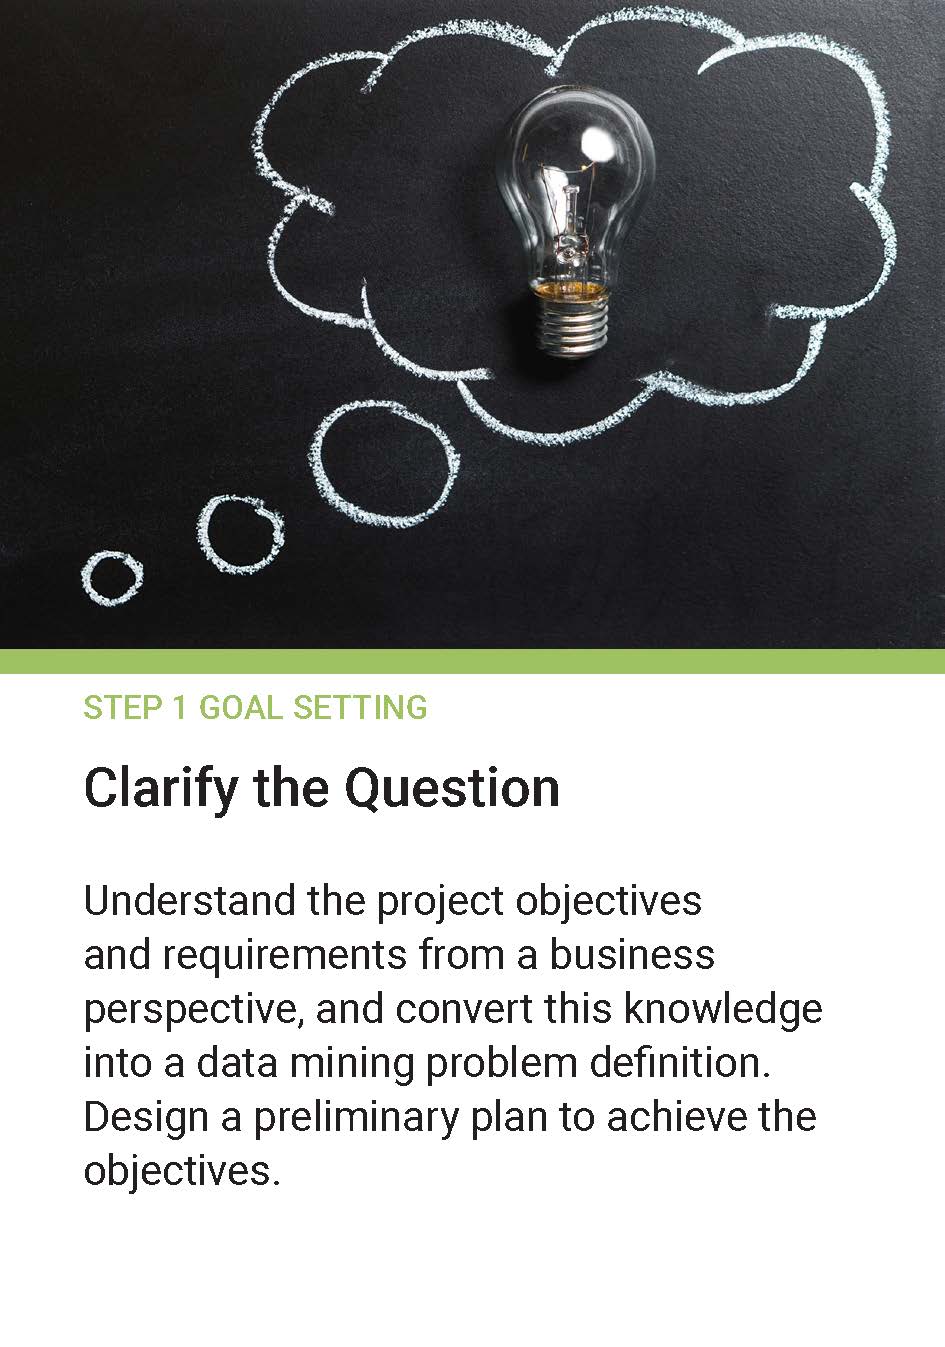 STEP 1 GOAL SETTING
Clarify the Question
Understand the project objectives
and requirements from a business
perspective, and convert this knowledge
into a data mining problem definition.
Design a preliminary plan to achieve the
objectives.